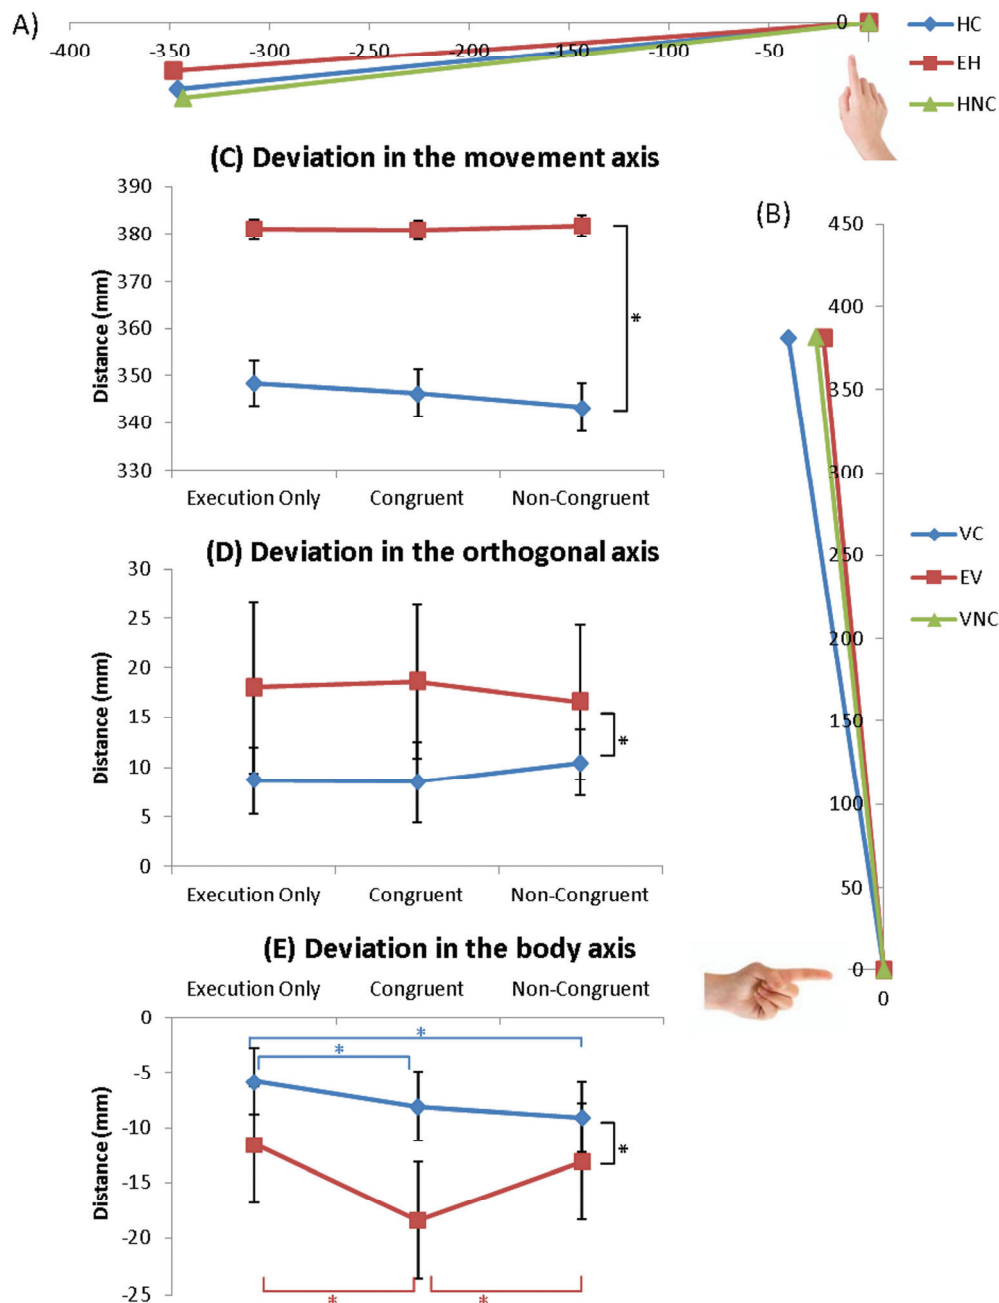 A)
-400 -350 -300 -250 -200 -150 -100 -50 0
HC
EH
HNC
(C) Deviation in the movement axis
390
380
370
360
350
340
330
Distance (mm)
*
Execution Only Congruent Non-Congruent
(B)
450
400
350
300
250
200
150
100
50
0
0
VC
EV
VNC
(D) Deviation in the orthogonal axis
30
25
20
15
10
5
0
Distance (mm)
*
Execution Only Congruent Non-Congruent
(E) Deviation in the body axis
Execution Only Congruent Non-Congruent
0
-5
-10
-15
-20
-25
Distance (mm)
*
*
*
* *